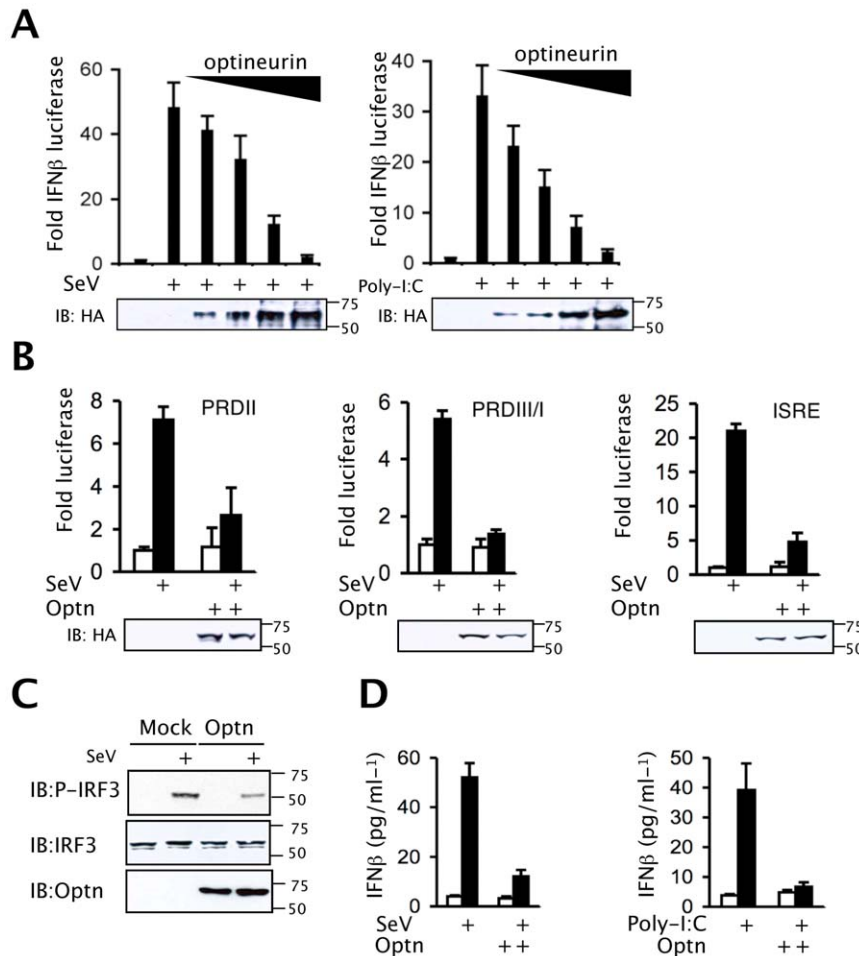 A
optineurin
optineurin
Fold IFNβ luciferase
60
40
20
0
SeV + + + + +
IB: HA
75
50
Fold IFNβ luciferase
40
30
20
10
0
Poly-I:C + + + + +
IB: HA
75
50
B
PRDII
Fold luciferase
8
6
4
2
0
SeV + +
Optn + +
IB: HA
75
50
PRDIII/I
Fold luciferase
6
4
2
0
SeV + +
Optn + +
75
50
ISRE
Fold luciferase
25
20
15
10
5
0
SeV + +
Optn + +
75
50
C
Mock Optn
SeV + +
IB:P-IRF3
75
50
IB:IRF3
75
50
IB:Optn
75
50
D
IFNβ (pg/ml⁻¹)
60
40
20
0
SeV + +
Optn ++
IFNβ (pg/ml⁻¹)
50
40
30
20
10
0
Poly-I:C + +
Optn ++